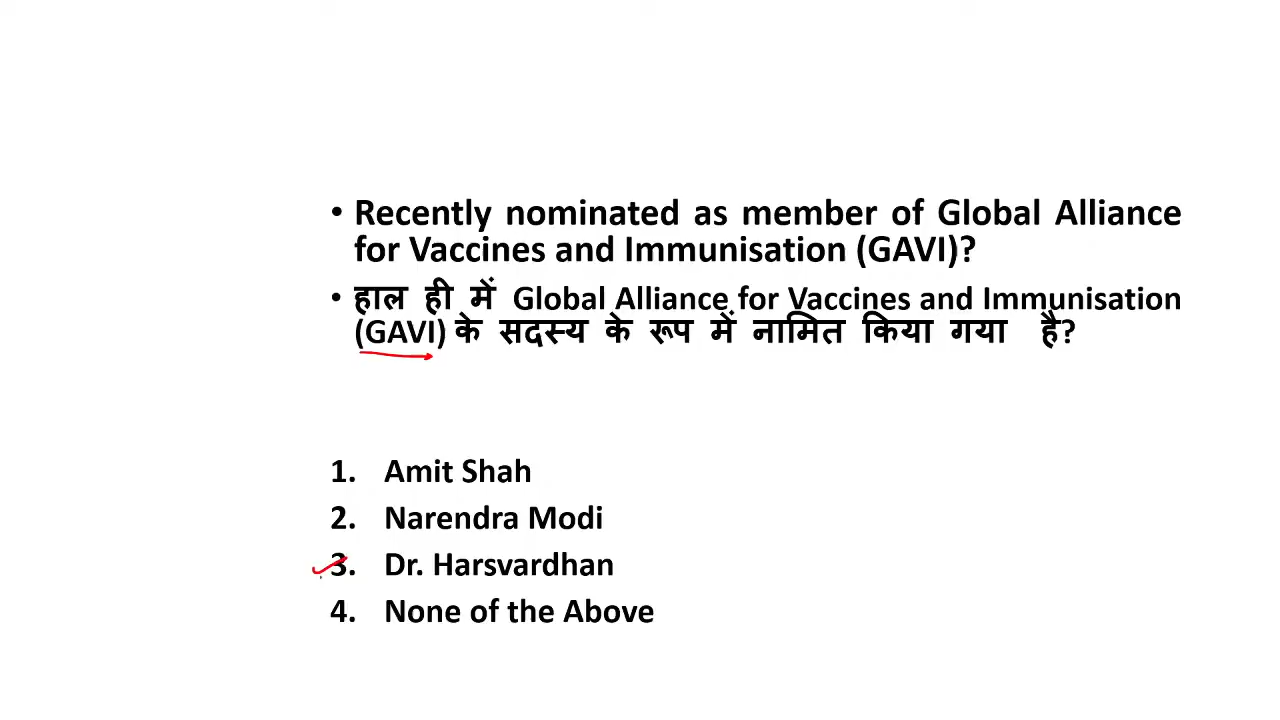 • Recently nominated as member of Global Alliance
for Vaccines and Immunisation (GAVI)?
• हाल ही में Global Alliance for Vaccines and Immunisation
(GAVI) के सदस्य के रूप में नामित किया गया है?
1. Amit Shah
2. Narendra Modi
3. Dr. Harsvardhan
4. None of the Above